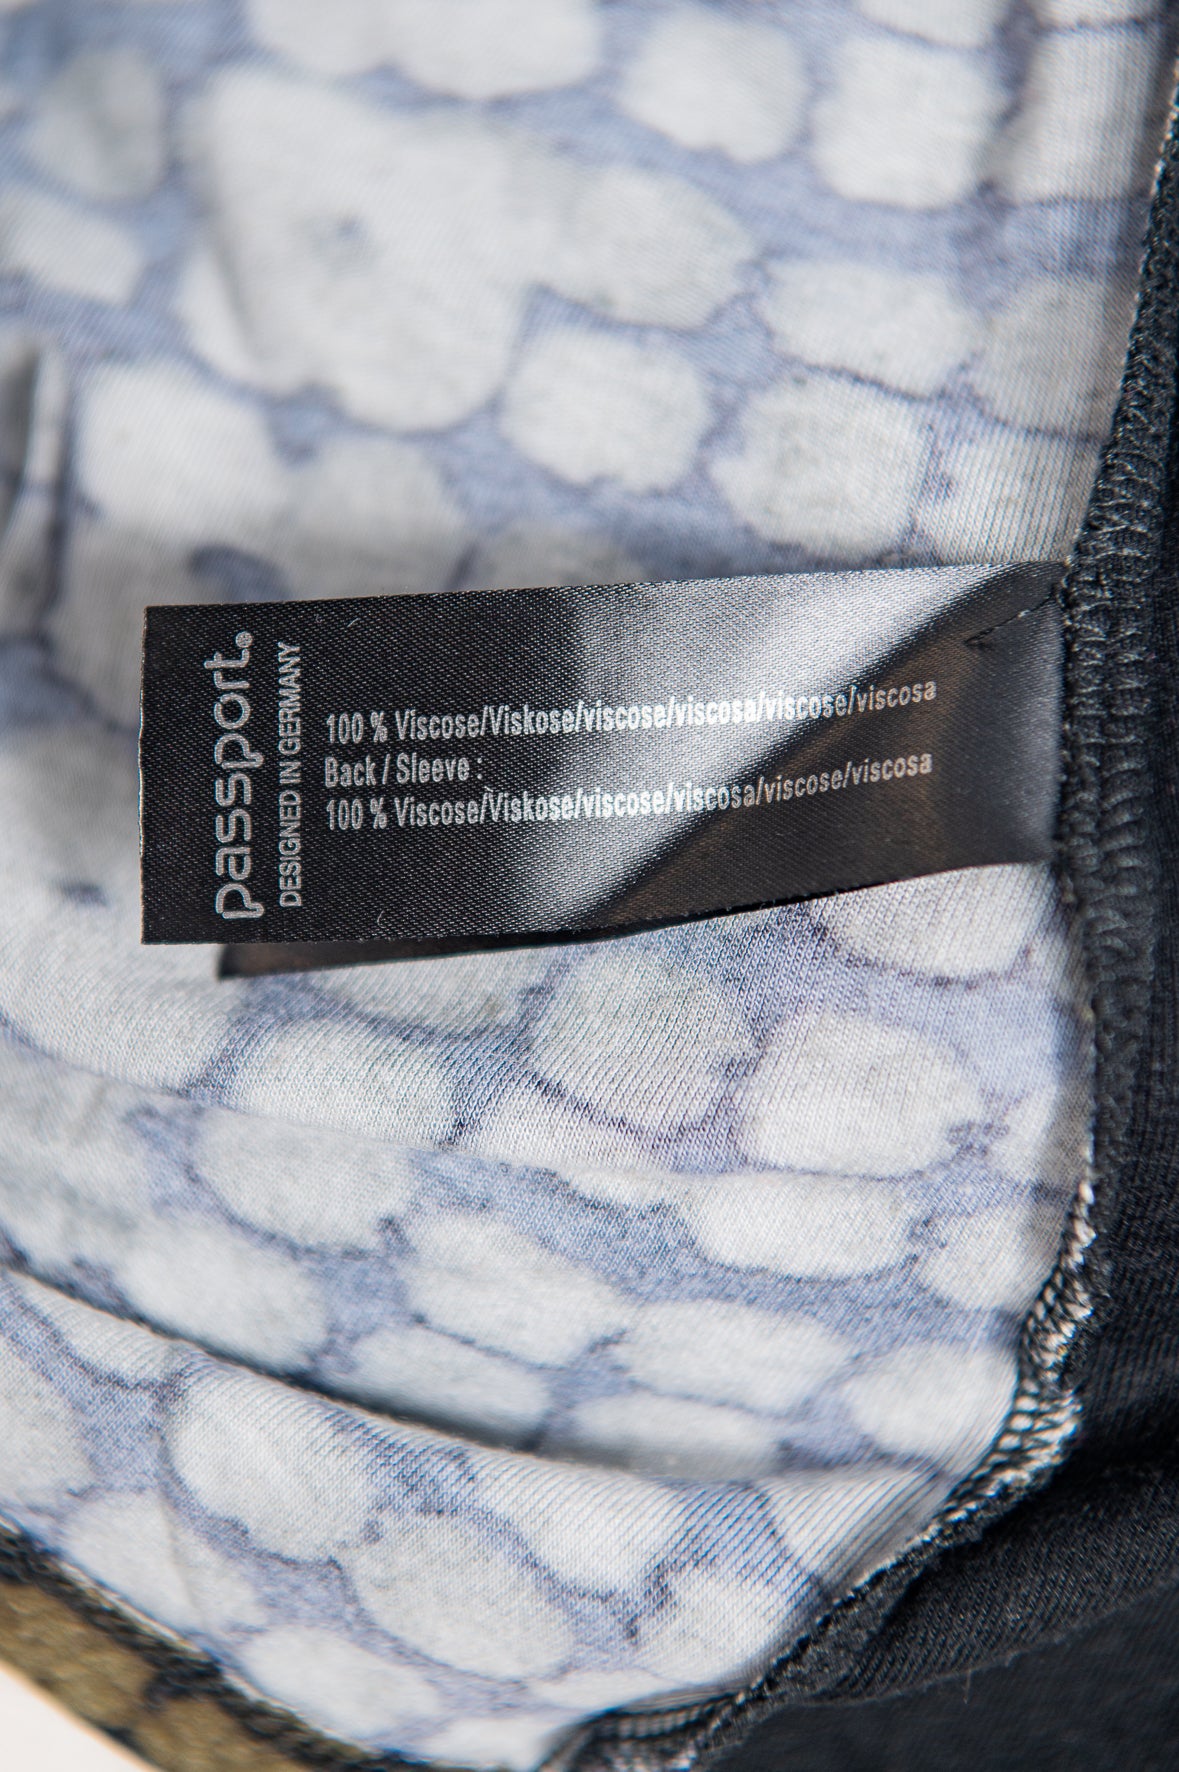 passport.
DESIGNED IN GERMANY
100 % Viscose/Viskose/viscose/viscosa/viscose/viscosa
Back / Sleeve :
100 % Viscose/Viskose/viscose/viscosa/viscose/viscosa